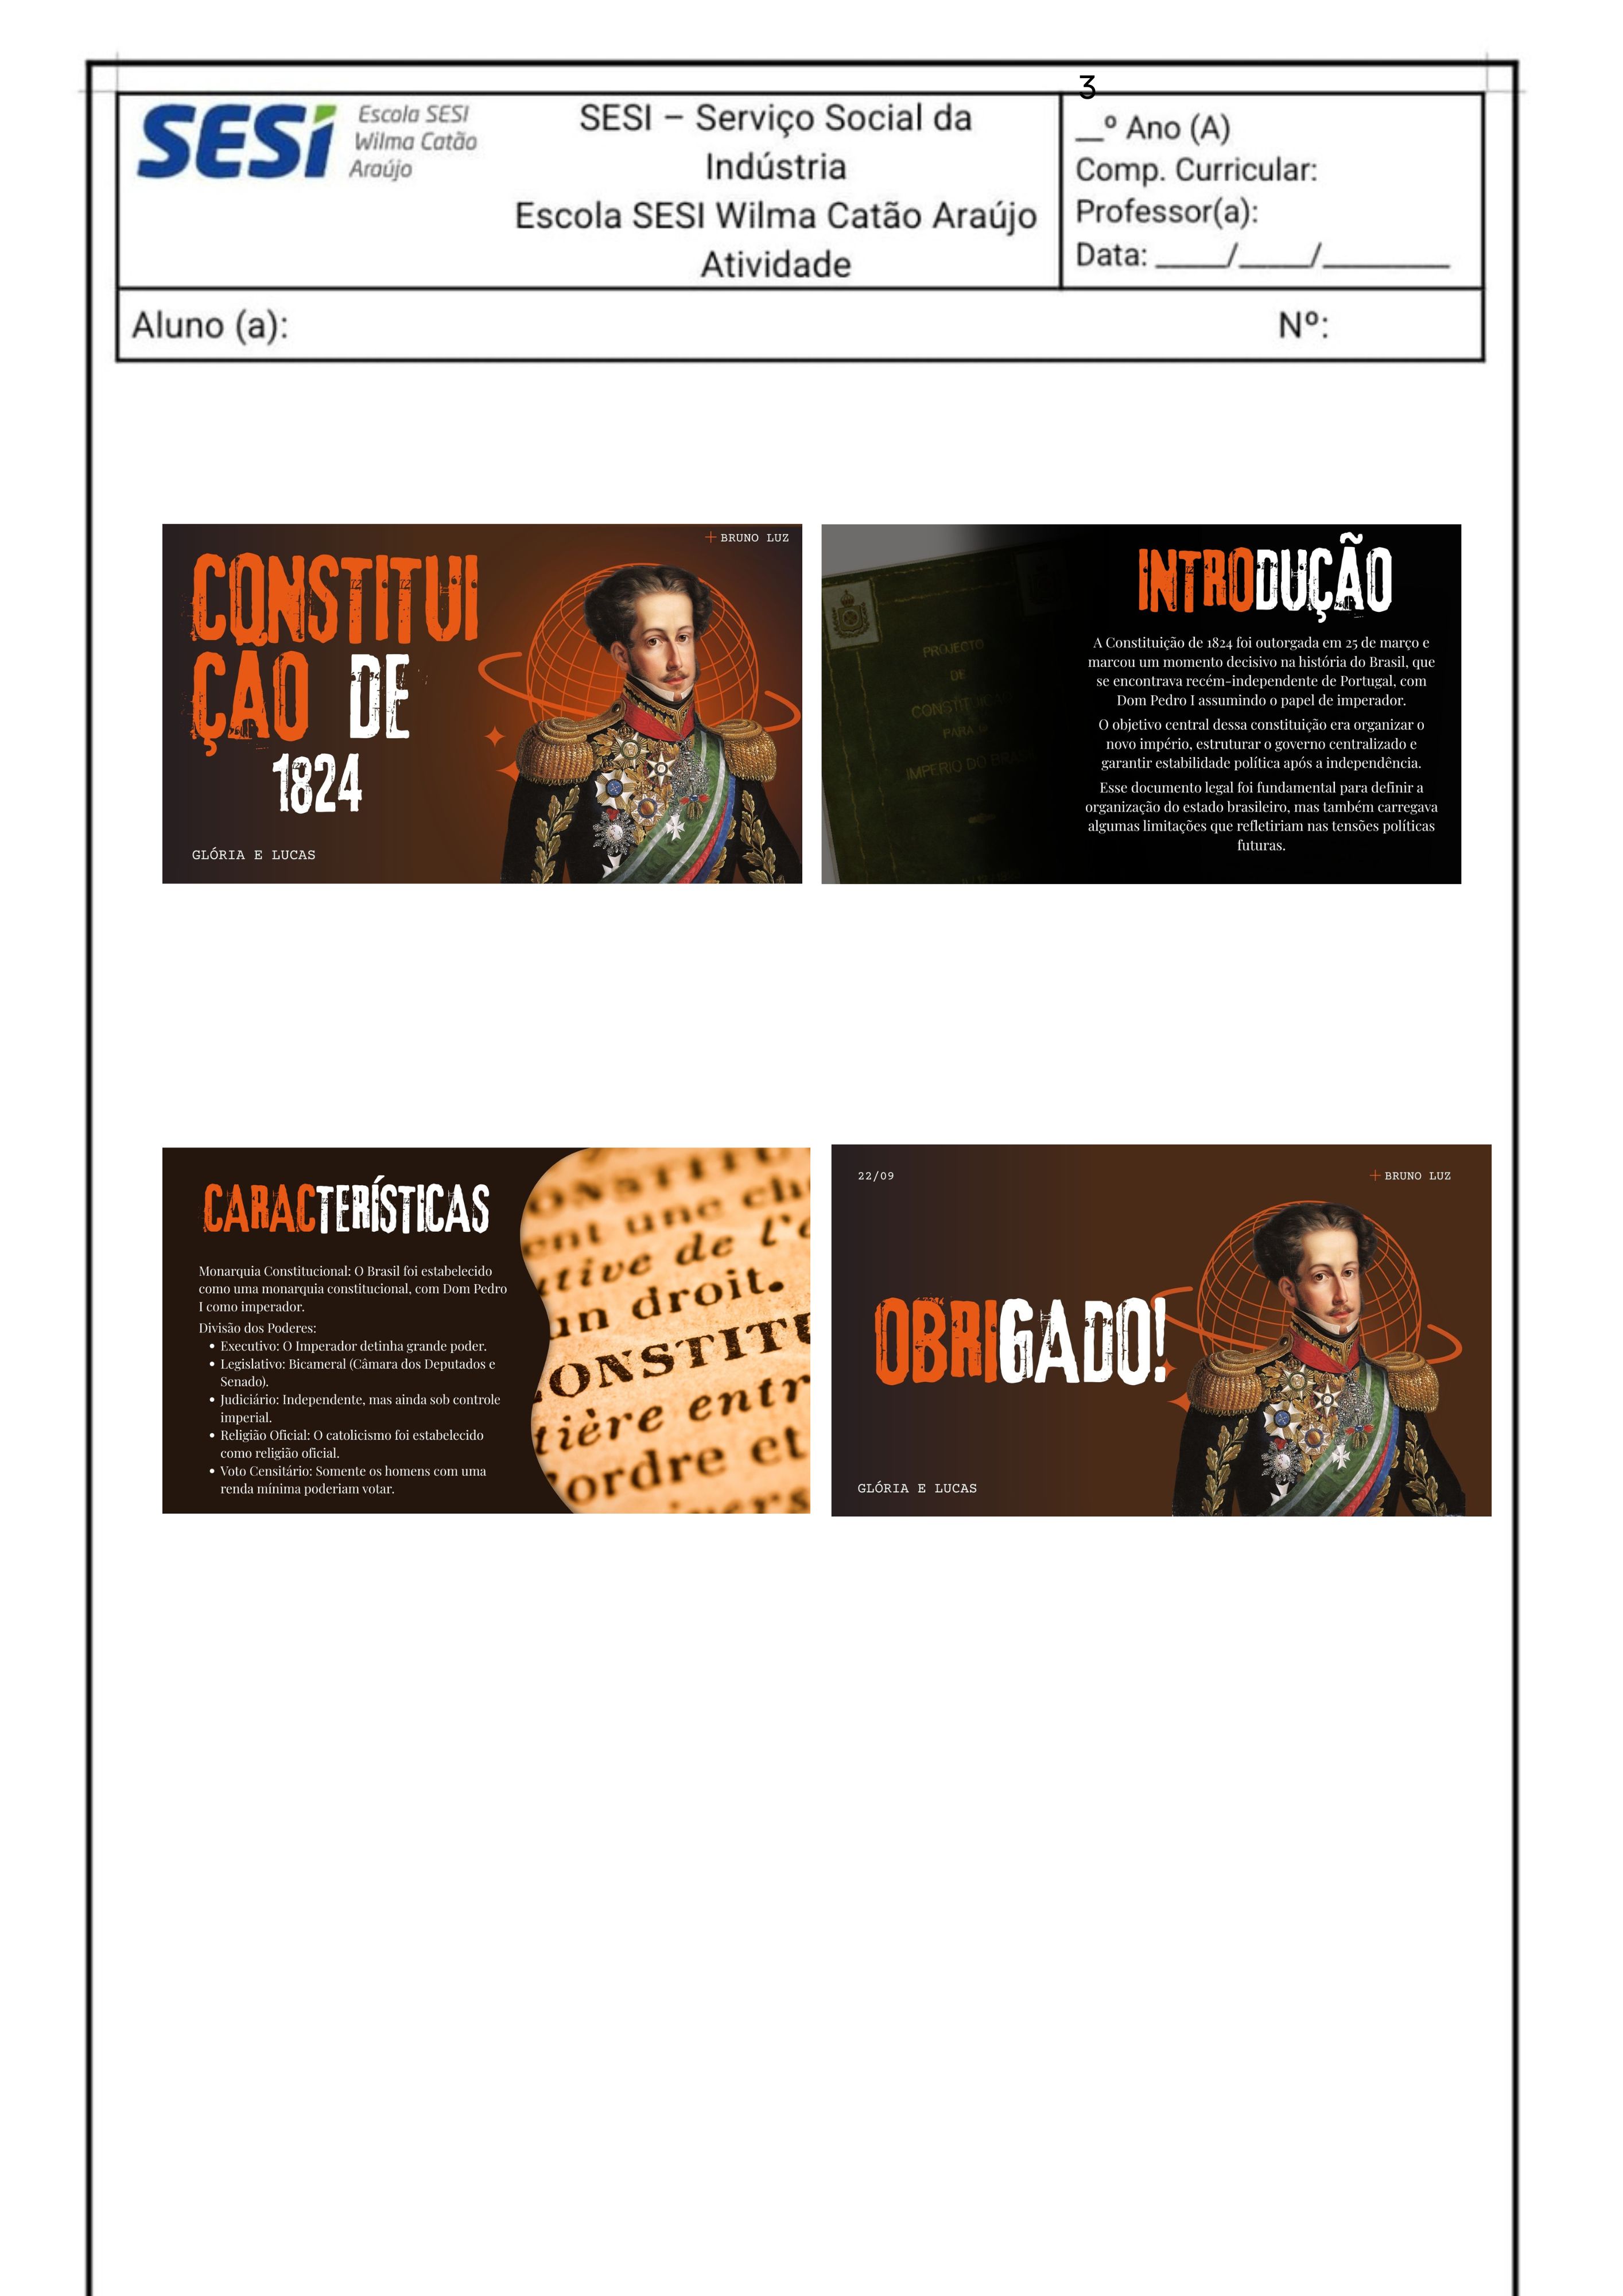 3
SESI
Escola SESI
Wilma Catão
Araújo
SESI – Serviço Social da
Indústria
Escola SESI Wilma Catão Araújo
Atividade
__º Ano (A)
Comp. Curricular:
Professor(a):
Data: _____/_____/_________
Aluno (a):
Nº:
BRUNO LUZ
CONSTITUI
ÇÃO DE
1824
GLÓRIA E LUCAS
PROJECTO
DE
PARA O
IMPERIO DO
INTRODUÇÃO
A Constituição de 1824 foi outorgada em 25 de março e
marcou um momento decisivo na história do Brasil, que
se encontrava recém-independente de Portugal, com
Dom Pedro I assumindo o papel de imperador.
O objetivo central dessa constituição era organizar o
novo império, estruturar o governo centralizado e
garantir estabilidade política após a independência.
Esse documento legal foi fundamental para definir a
organização do estado brasileiro, mas também carregava
algumas limitações que refletiriam nas tensões políticas
futuras.
CARACTERÍSTICAS
Monarquia Constitucional: O Brasil foi estabelecido
como uma monarquia constitucional, com Dom Pedro
I como imperador.
Divisão dos Poderes:
• Executivo: O Imperador detinha grande poder.
• Legislativo: Bicameral (Câmara dos Deputados e
Senado).
• Judiciário: Independente, mas ainda sob controle
imperial.
• Religião Oficial: O catolicismo foi estabelecido
como religião oficial.
• Voto Censitário: Somente os homens com uma
renda mínima poderiam votar.
ent une ch
tive de l'
un droit.
ONSTITU
tière entr
ordre et
22/09
BRUNO LUZ
OBRIGADO!
GLÓRIA E LUCAS